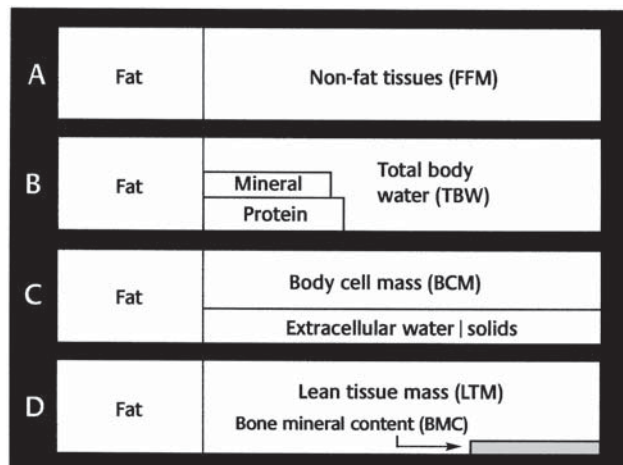 A
Fat
Non-fat tissues (FFM)
B
Fat
Mineral
Protein
Total body
water (TBW)
C
Fat
Body cell mass (BCM)
Extracellular water | solids
D
Fat
Lean tissue mass (LTM)
Bone mineral content (BMC)